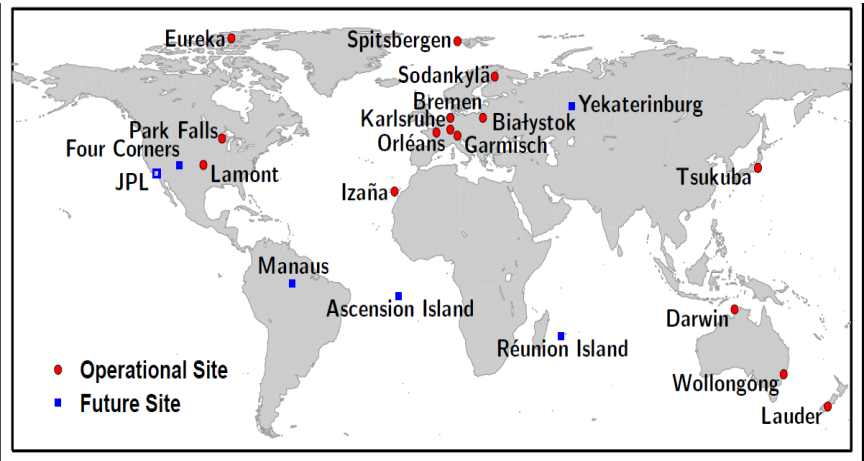 Eureka
Spitsbergen
Sodankylä
Bremen
Yekaterinburg
Karlsruhe
Białystok
Park Falls
Orléans
Garmisch
Four Corners
JPL
Lamont
Tsukuba
Izaña
Manaus
Ascension Island
Darwin
Réunion Island
Operational Site
Wollongong
Future Site
Lauder